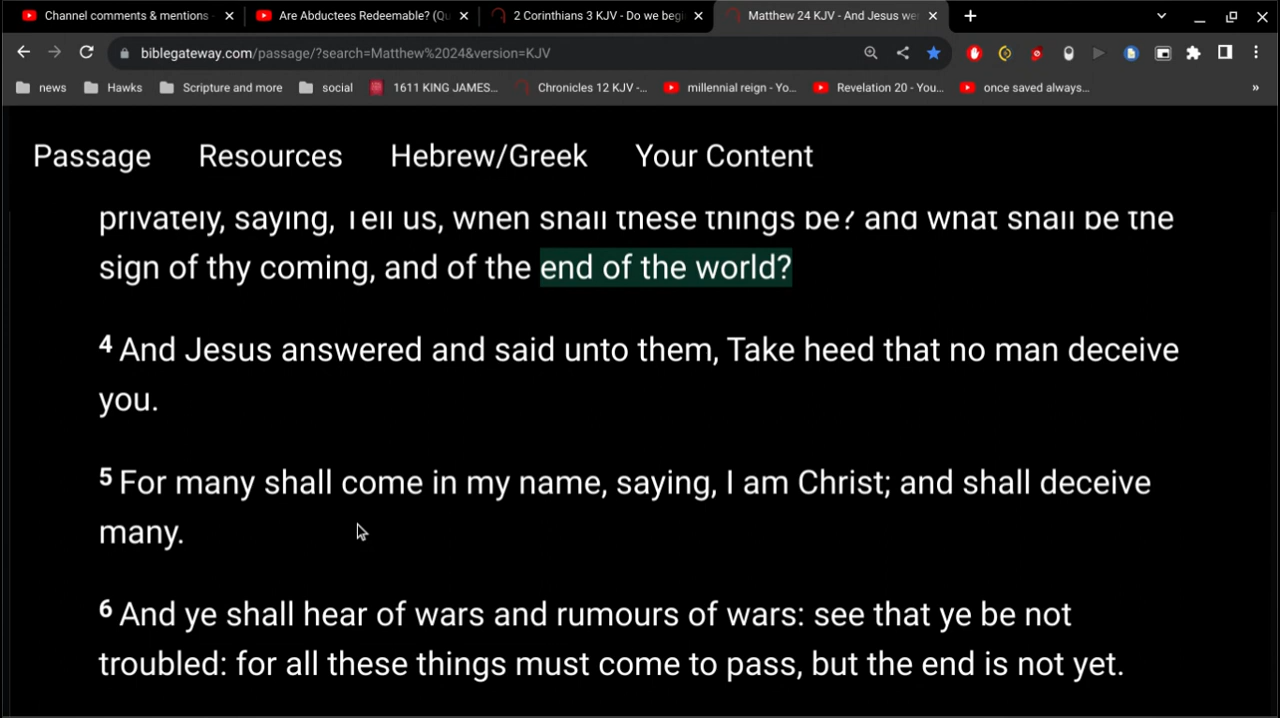 Channel comments & mentions -
Are Abductees Redeemable? (Qu
2 Corinthians 3 KJV - Do we begi
Matthew 24 KJV - And Jesus we
biblegateway.com/passage/?search=Matthew%2024&version=KJV
news
Hawks
Scripture and more
social
1611 KING JAMES...
Chronicles 12 KJV -...
millennial reign - Yo...
Revelation 20 - You...
once saved always...
»
Passage Resources Hebrew/Greek Your Content
privately, saying, Tell us, when shall these things be? and what shall be the
sign of thy coming, and of the end of the world?
4 And Jesus answered and said unto them, Take heed that no man deceive
you.
5 For many shall come in my name, saying, I am Christ; and shall deceive
many.
6 And ye shall hear of wars and rumours of wars: see that ye be not
troubled: for all these things must come to pass, but the end is not yet.